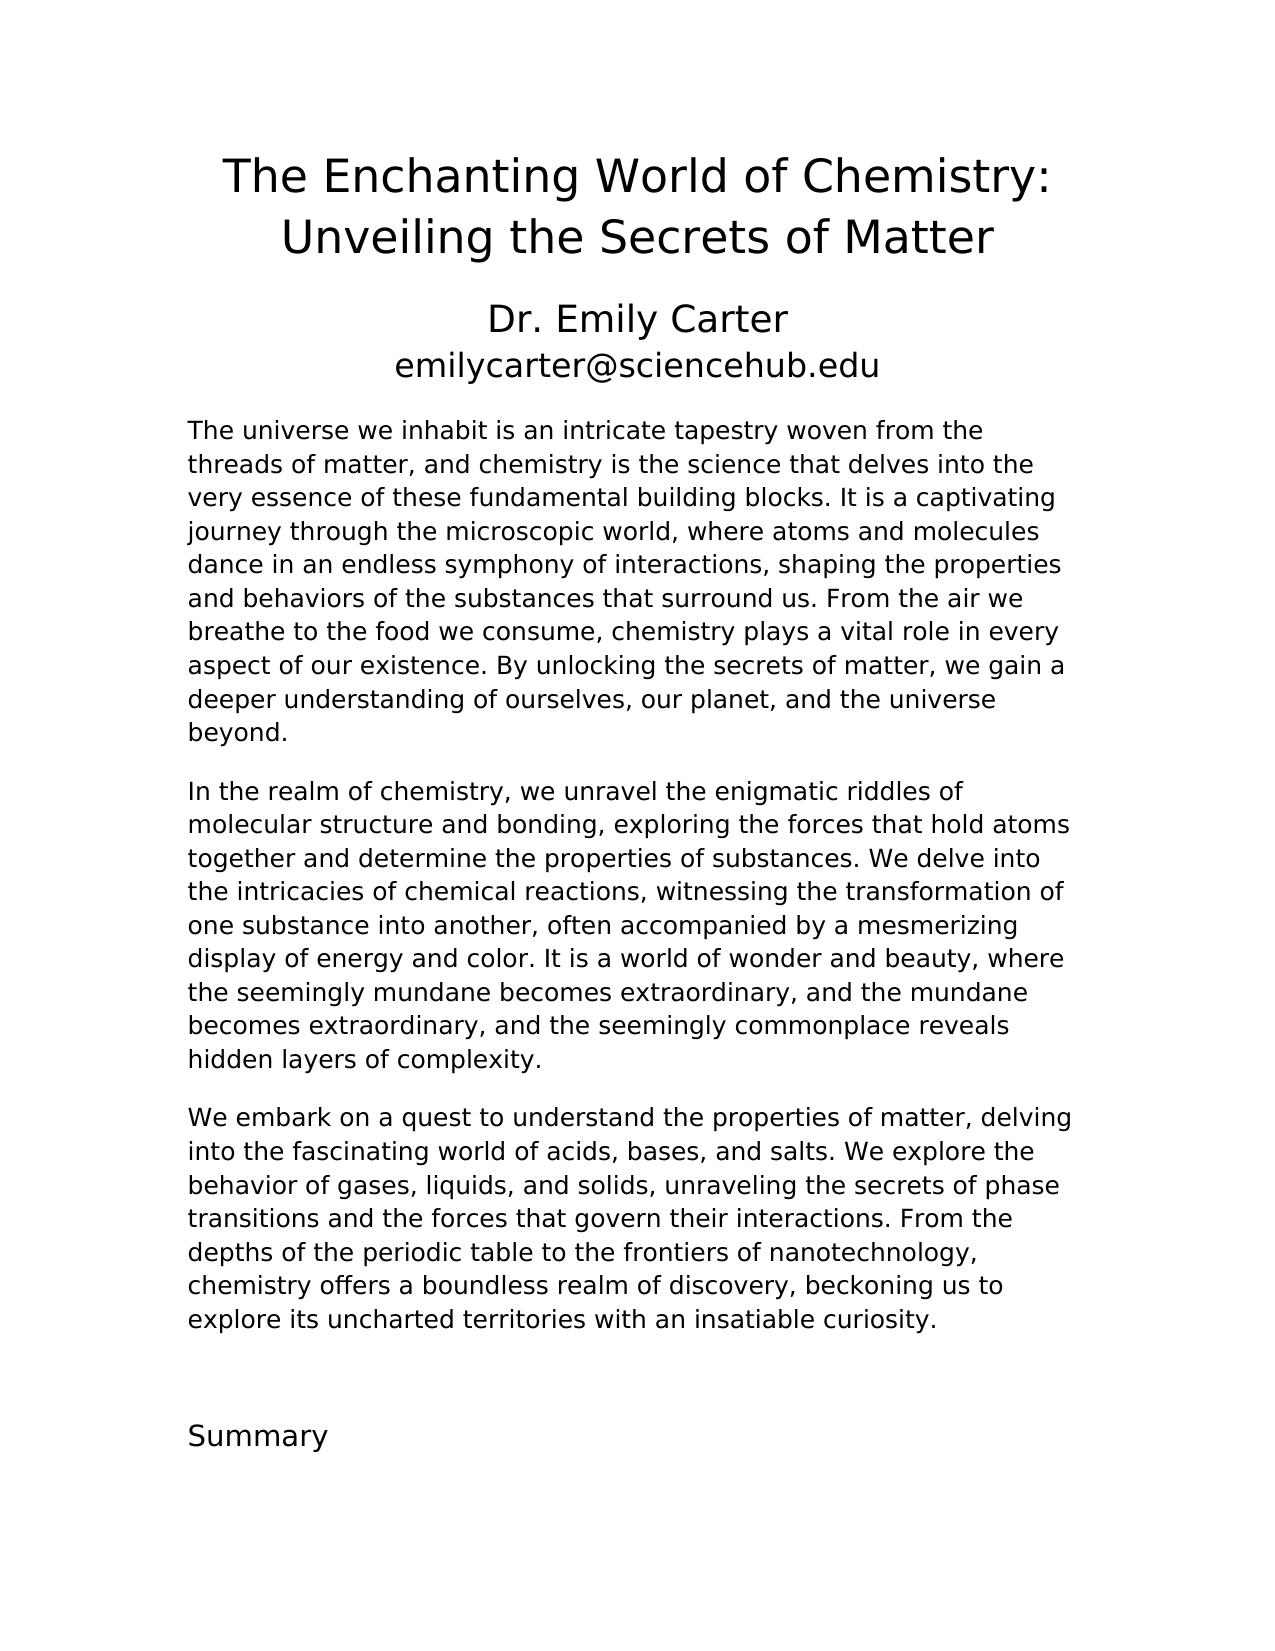 The Enchanting World of Chemistry:
Unveiling the Secrets of Matter
Dr. Emily Carter
emilycarter@sciencehub.edu
The universe we inhabit is an intricate tapestry woven from the
threads of matter, and chemistry is the science that delves into the
very essence of these fundamental building blocks. It is a captivating
journey through the microscopic world, where atoms and molecules
dance in an endless symphony of interactions, shaping the properties
and behaviors of the substances that surround us. From the air we
breathe to the food we consume, chemistry plays a vital role in every
aspect of our existence. By unlocking the secrets of matter, we gain a
deeper understanding of ourselves, our planet, and the universe
beyond.
In the realm of chemistry, we unravel the enigmatic riddles of
molecular structure and bonding, exploring the forces that hold atoms
together and determine the properties of substances. We delve into
the intricacies of chemical reactions, witnessing the transformation of
one substance into another, often accompanied by a mesmerizing
display of energy and color. It is a world of wonder and beauty, where
the seemingly mundane becomes extraordinary, and the mundane
becomes extraordinary, and the seemingly commonplace reveals
hidden layers of complexity.
We embark on a quest to understand the properties of matter, delving
into the fascinating world of acids, bases, and salts. We explore the
behavior of gases, liquids, and solids, unraveling the secrets of phase
transitions and the forces that govern their interactions. From the
depths of the periodic table to the frontiers of nanotechnology,
chemistry offers a boundless realm of discovery, beckoning us to
explore its uncharted territories with an insatiable curiosity.
Summary